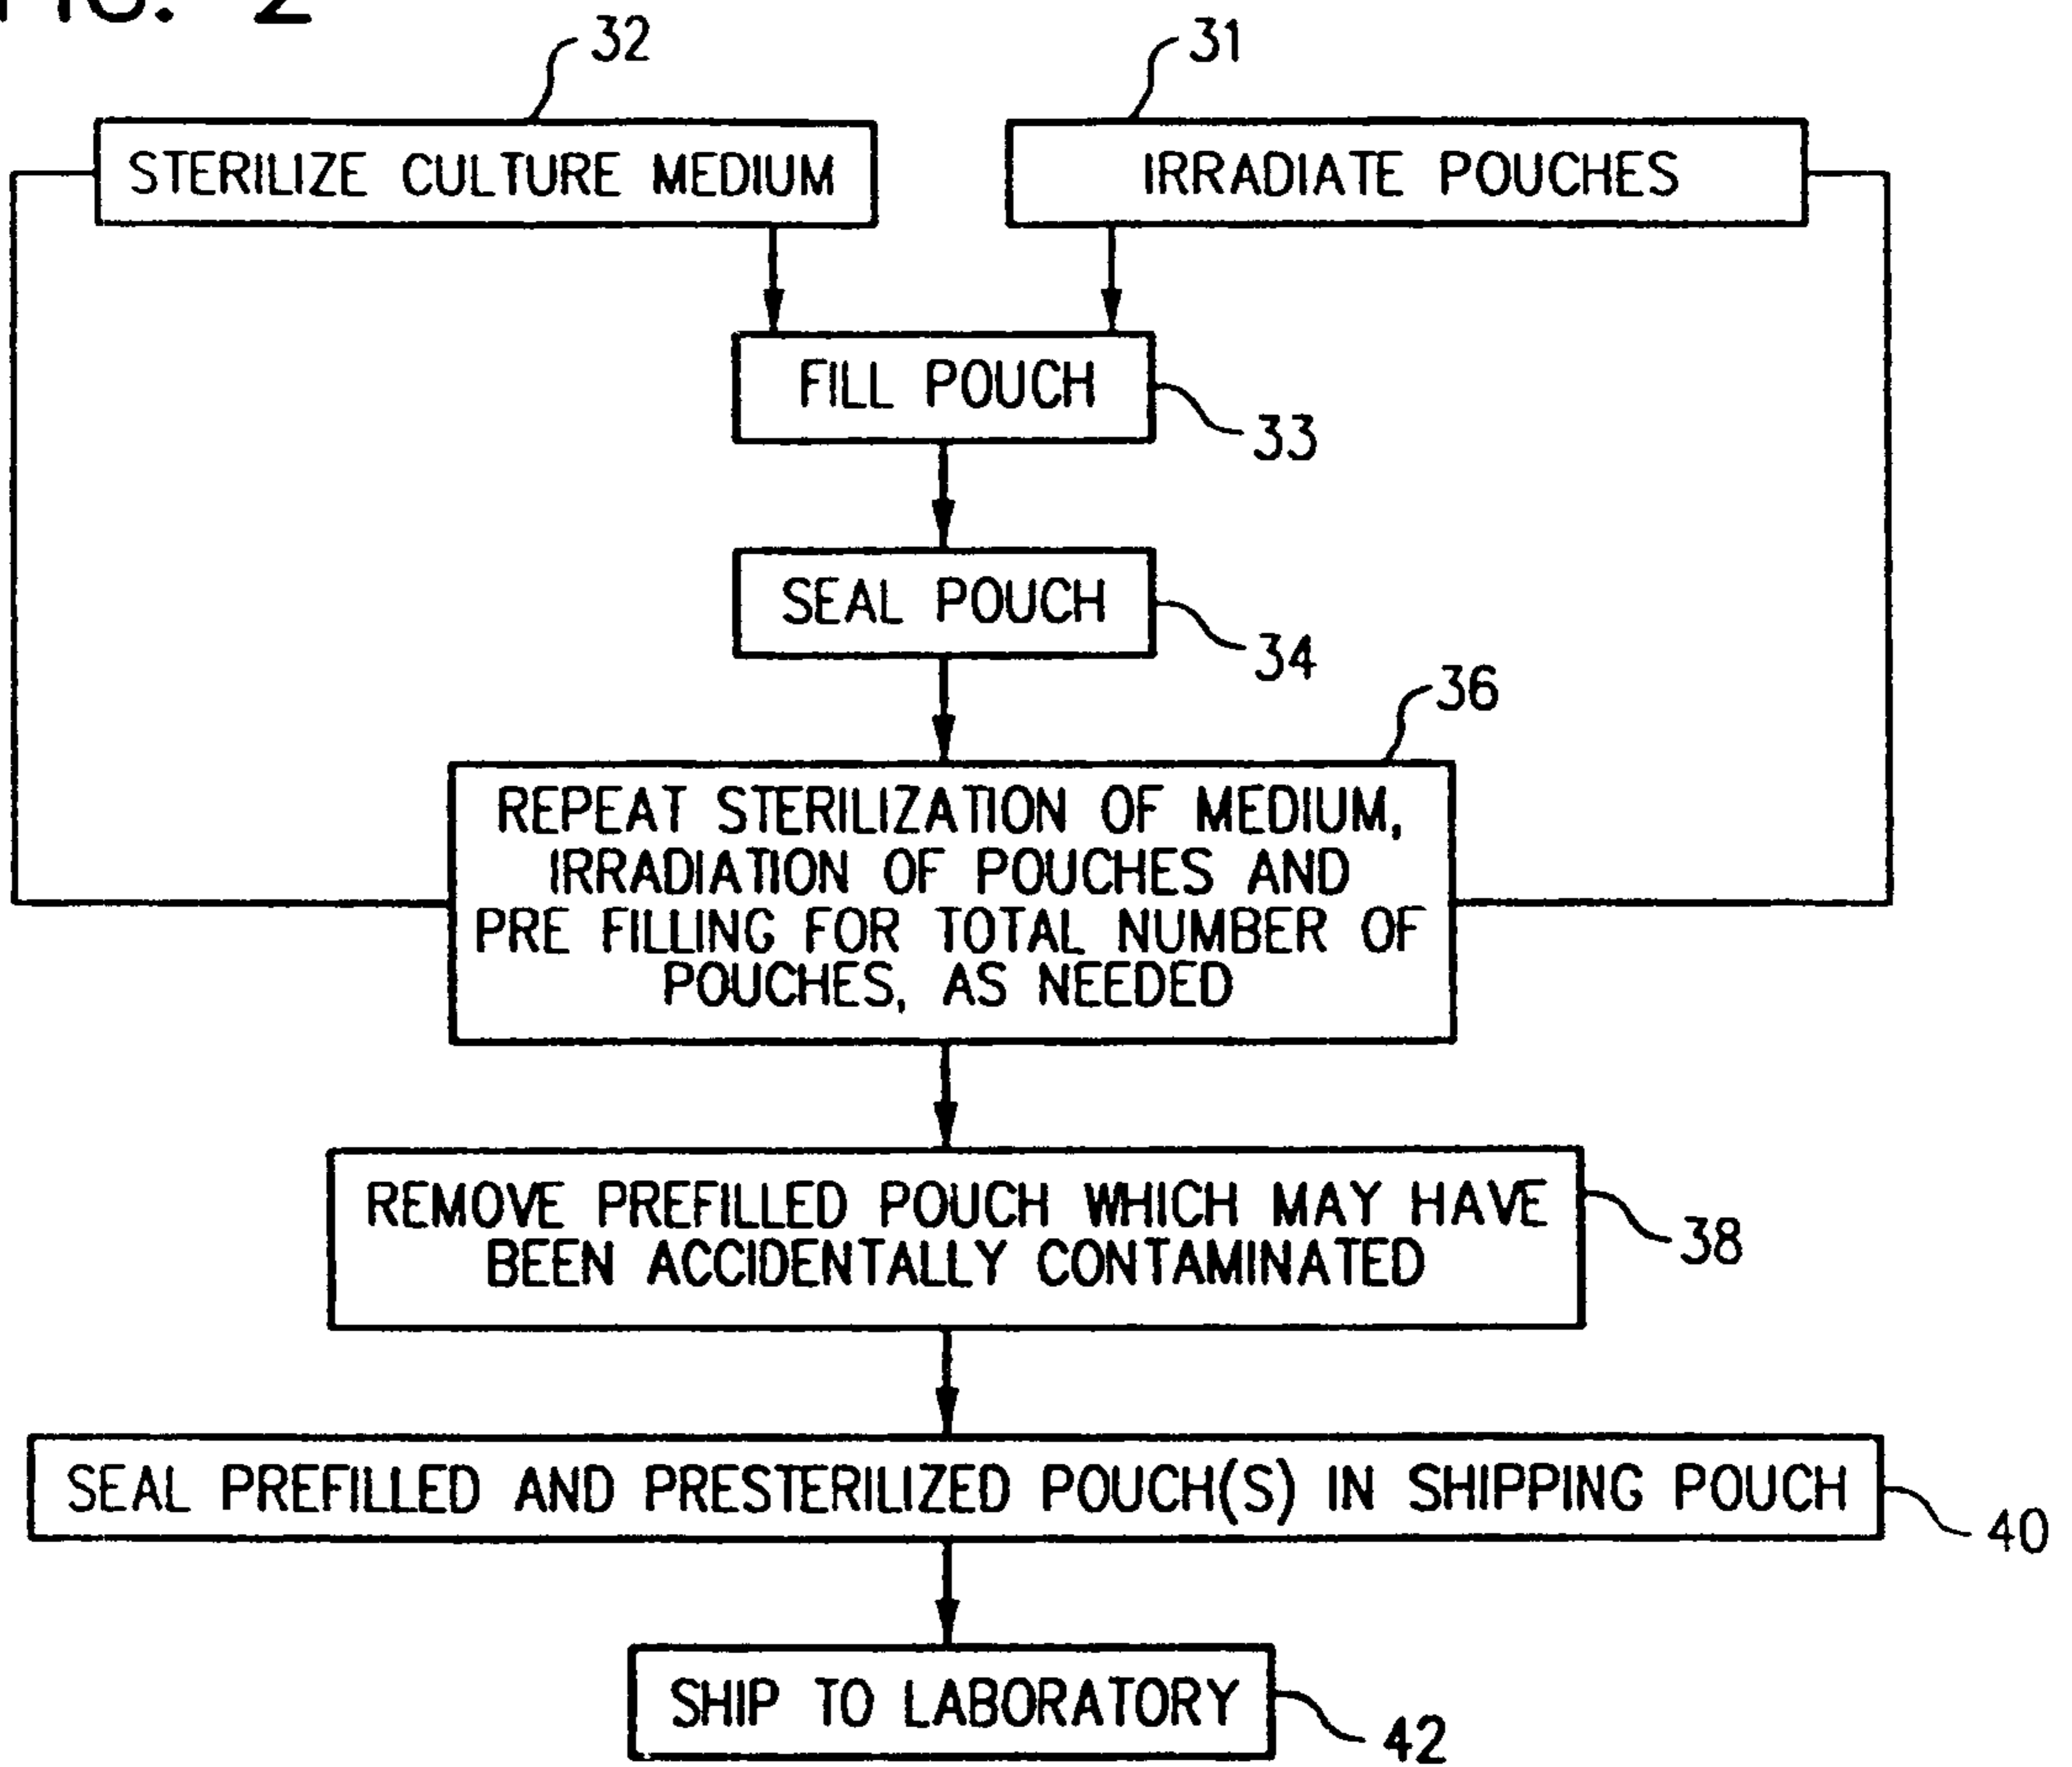 FIG. 2
32
31
STERILIZE CULTURE MEDIUM
IRRADIATE POUCHES
FILL POUCH
33
SEAL POUCH
34
36
REPEAT STERILIZATION OF MEDIUM,
IRRADIATION OF POUCHES AND
PRE FILLING FOR TOTAL NUMBER OF
POUCHES, AS NEEDED
REMOVE PREFILLED POUCH WHICH MAY HAVE
BEEN ACCIDENTALLY CONTAMINATED
38
SEAL PREFILLED AND PRESTERILIZED POUCH(S) IN SHIPPING POUCH
40
SHIP TO LABORATORY
42